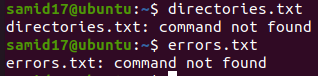 samid17@ubuntu:~$ directories.txt
directories.txt: command not found
samid17@ubuntu:~$ errors.txt
errors.txt: command not found